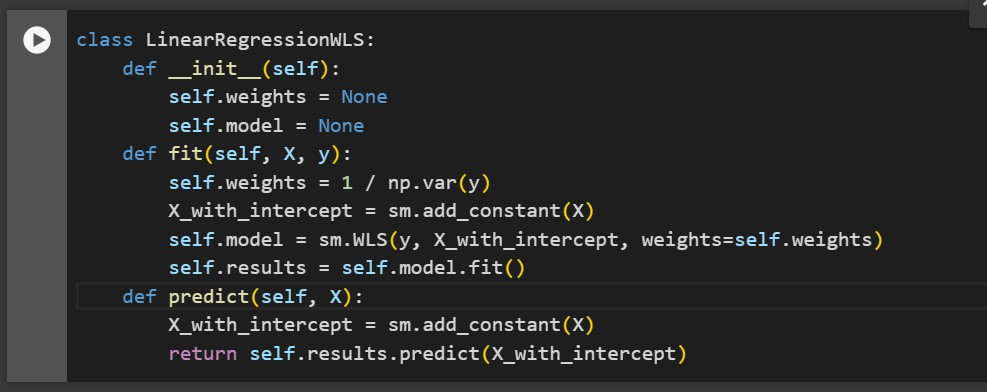 class LinearRegressionWLS:
    def __init__(self):
        self.weights = None
        self.model = None
    def fit(self, X, y):
        self.weights = 1 / np.var(y)
        X_with_intercept = sm.add_constant(X)
        self.model = sm.WLS(y, X_with_intercept, weights=self.weights)
        self.results = self.model.fit()
    def predict(self, X):
        X_with_intercept = sm.add_constant(X)
        return self.results.predict(X_with_intercept)